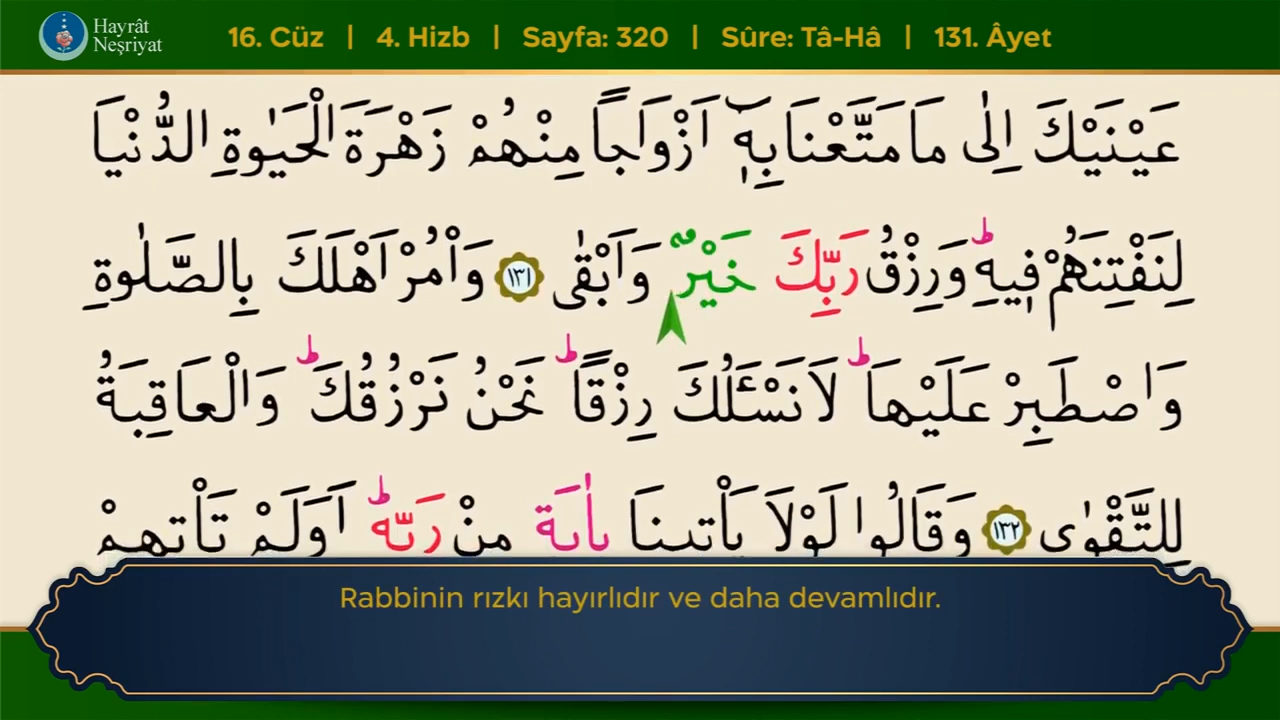 Hayrât
Neşriyat
16. Cüz | 4. Hizb | Sayfa: 320 | Sûre: Tâ-Hâ | 131. Âyet
عَيْنَيْكَ اِلٰى مَا مَتَّعْنَا بِهٖٓ اَزْوَاجًا مِنْهُمْ زَهْرَةَ الْحَيٰوةِ الدُّنْيَا
لِنَفْتِنَهُمْ فٖيهِ ۜ وَرِزْقُ رَبِّكَ خَيْرٌ وَاَبْقٰى ﴿١٣١﴾ وَأْمُرْ اَهْلَكَ بِالصَّلٰوةِ
وَاصْطَبِرْ عَلَيْهَا ۜ لَا نَسْـَٔلُكَ رِزْقًا ۜ نَحْنُ نَرْزُقُكَ ۜ وَالْعَاقِبَةُ
لِلتَّقْوٰى ﴿١٣٢﴾ وَقَالُوا لَوْلَا يَأْتٖينَا بِاٰيَةٍ مِنْ رَبِّهٖ ۜ اَوَلَمْ تَأْتِهِمْ
Rabbinin rızkı hayırlıdır ve daha devamlıdır.